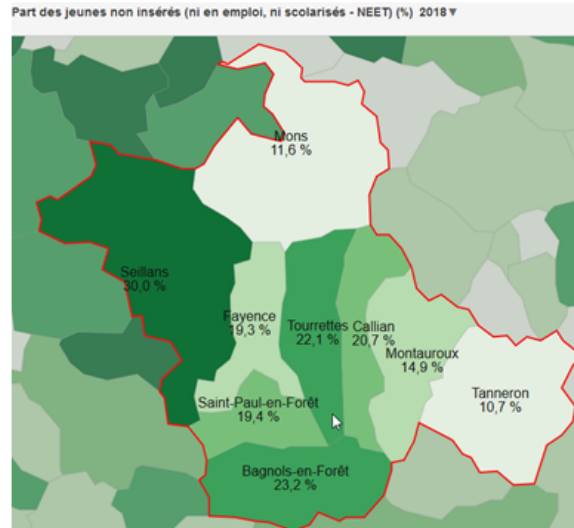 Part des jeunes non insérés (ni en emploi, ni scolarisés - NEET) (%) 2018▼
Mons
11,6 %
Seillans
30,0 %
Fayence
19,3 %
Tourrettes
22,1 %
Callian
20,7 %
Montauroux
14,9 %
Tanneron
10,7 %
Saint-Paul-en-Forêt
19,4 %
Bagnols-en-Forêt
23,2 %